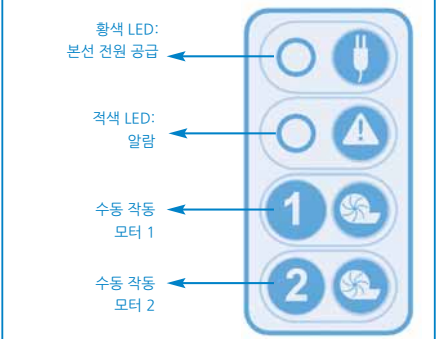 황색 LED:
본선 전원 공급
적색 LED:
알람
수동 작동
모터 1
1
수동 작동
모터 2
2